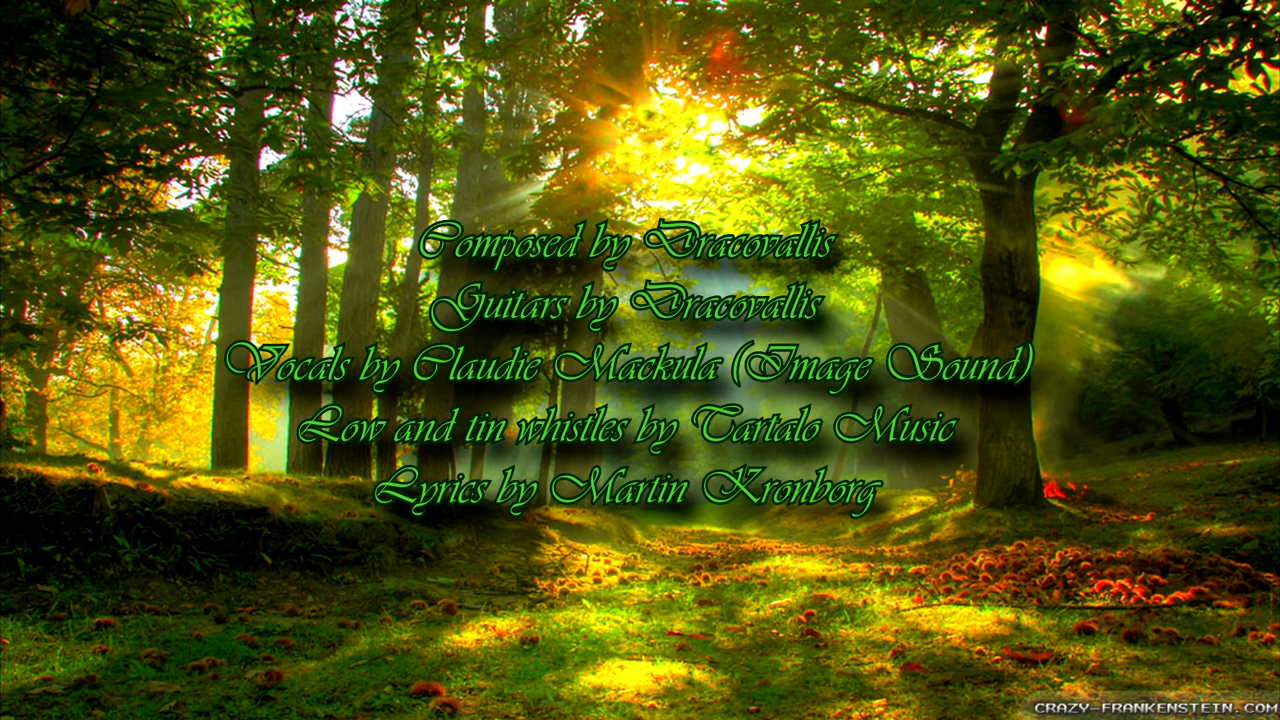 Composed by Dracovallis
Guitars by Dracovallis
Vocals by Claudie Mackula (Image Sound)
Low and tin whistles by Tartalo Music
Lyrics by Martin Kronborg
CRAZY-FRANKENSTEIN.COM